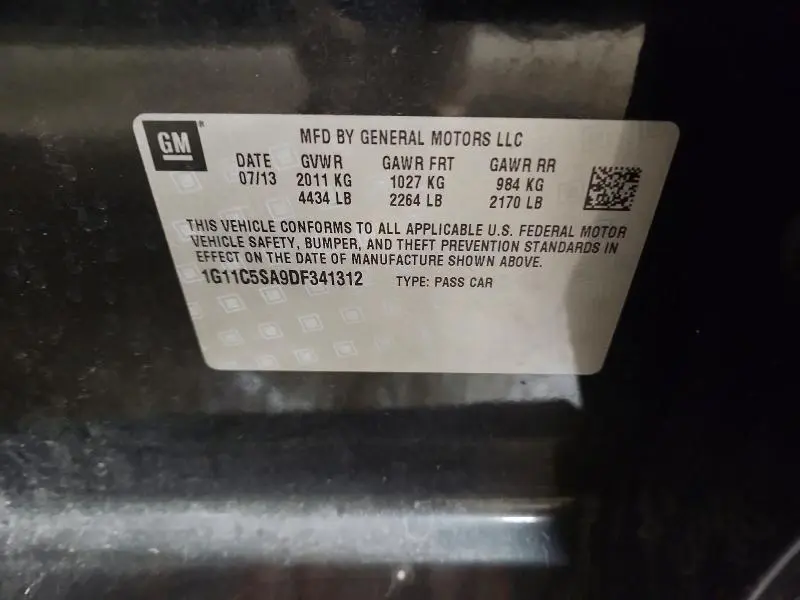 GM
MFD BY GENERAL MOTORS LLC
DATE GVWR GAWR FRT GAWR RR
07/13 2011 KG 1027 KG 984 KG
4434 LB 2264 LB 2170 LB
THIS VEHICLE CONFORMS TO ALL APPLICABLE U.S. FEDERAL MOTOR
VEHICLE SAFETY, BUMPER, AND THEFT PREVENTION STANDARDS IN
EFFECT ON THE DATE OF MANUFACTURE SHOWN ABOVE.
1G11C5SA9DF341312 TYPE: PASS CAR